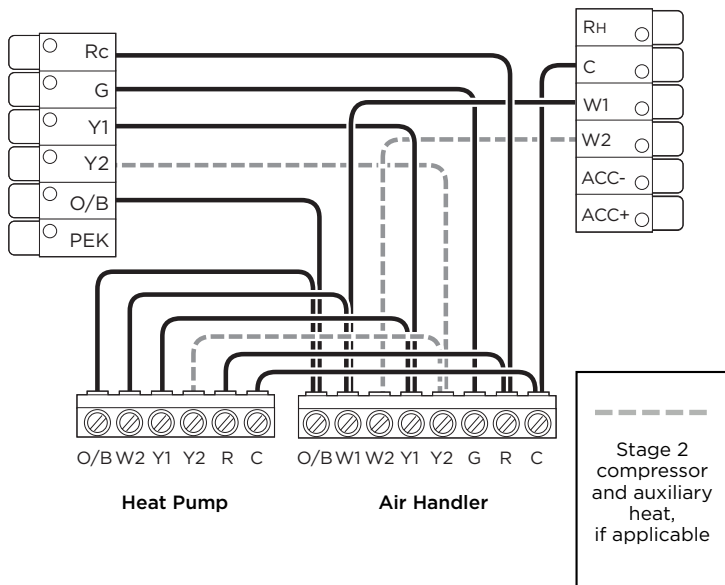 Rc
G
Y1
Y2
O/B
PEK
RH
C
W1
W2
ACC-
ACC+
O/B W2 Y1 Y2 R C
Heat Pump
O/B W1 W2 Y1 Y2 G R C
Air Handler
Stage 2
compressor
and auxiliary
heat,
if applicable